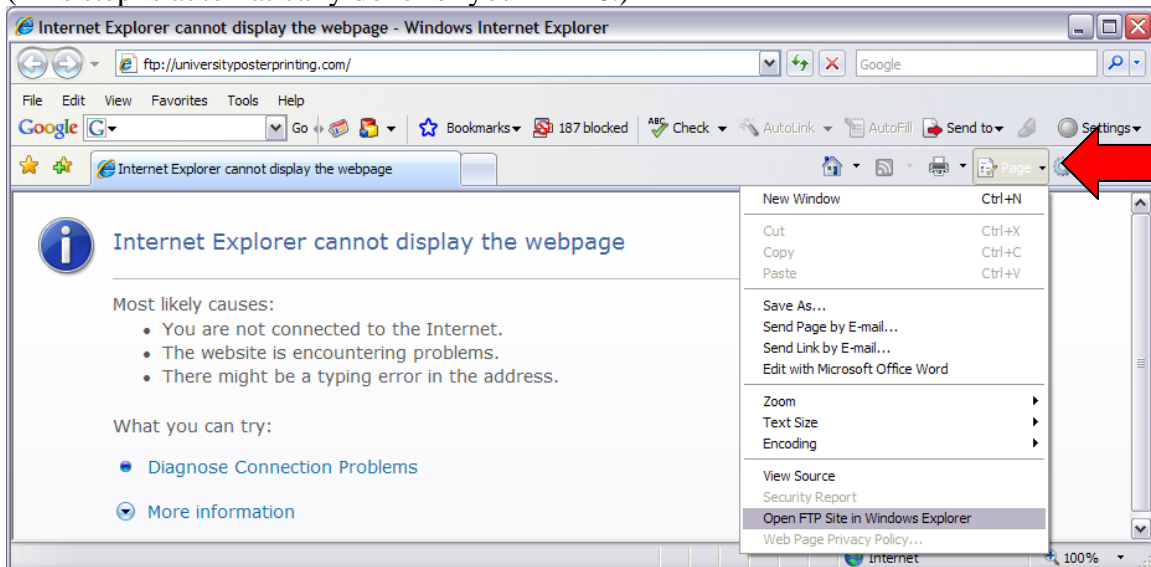 Internet Explorer cannot display the webpage - Windows Internet Explorer
ftp://universityposterprinting.com/
Google
File Edit View Favorites Tools Help
Google G Go Bookmarks 187 blocked ABC Check AutoLink AutoFill Send to Settings
Internet Explorer cannot display the webpage
Page
New Window Ctrl+N
Cut Ctrl+X
Copy Ctrl+C
Paste Ctrl+V
Save As...
Send Page by E-mail...
Send Link by E-mail...
Edit with Microsoft Office Word
Zoom
Text Size
Encoding
View Source
Security Report
Open FTP Site in Windows Explorer
Web Page Privacy Policy...
Internet Explorer cannot display the webpage
Most likely causes:
• You are not connected to the Internet.
• The website is encountering problems.
• There might be a typing error in the address.
What you can try:
Diagnose Connection Problems
More information
Internet 100%